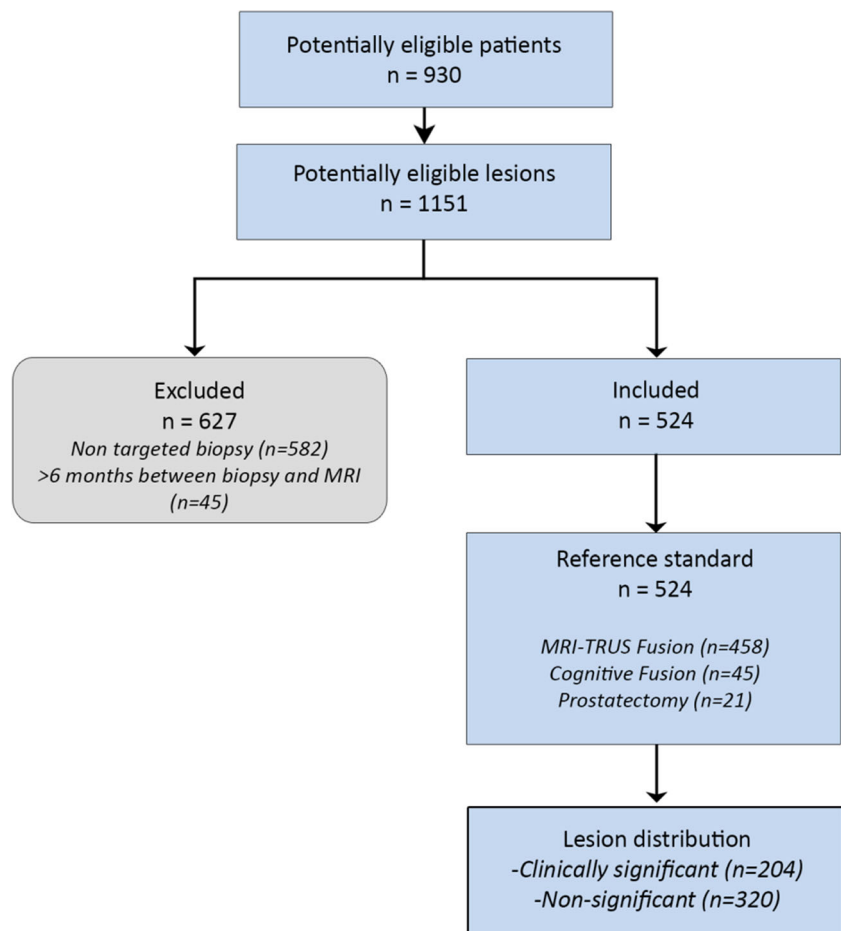 Potentially eligible patients
n = 930
Potentially eligible lesions
n = 1151
Excluded
n = 627
Non targeted biopsy (n=582)
>6 months between biopsy and MRI
(n=45)
Included
n = 524
Reference standard
n = 524
MRI-TRUS Fusion (n=458)
Cognitive Fusion (n=45)
Prostatectomy (n=21)
Lesion distribution
-Clinically significant (n=204)
-Non-significant (n=320)